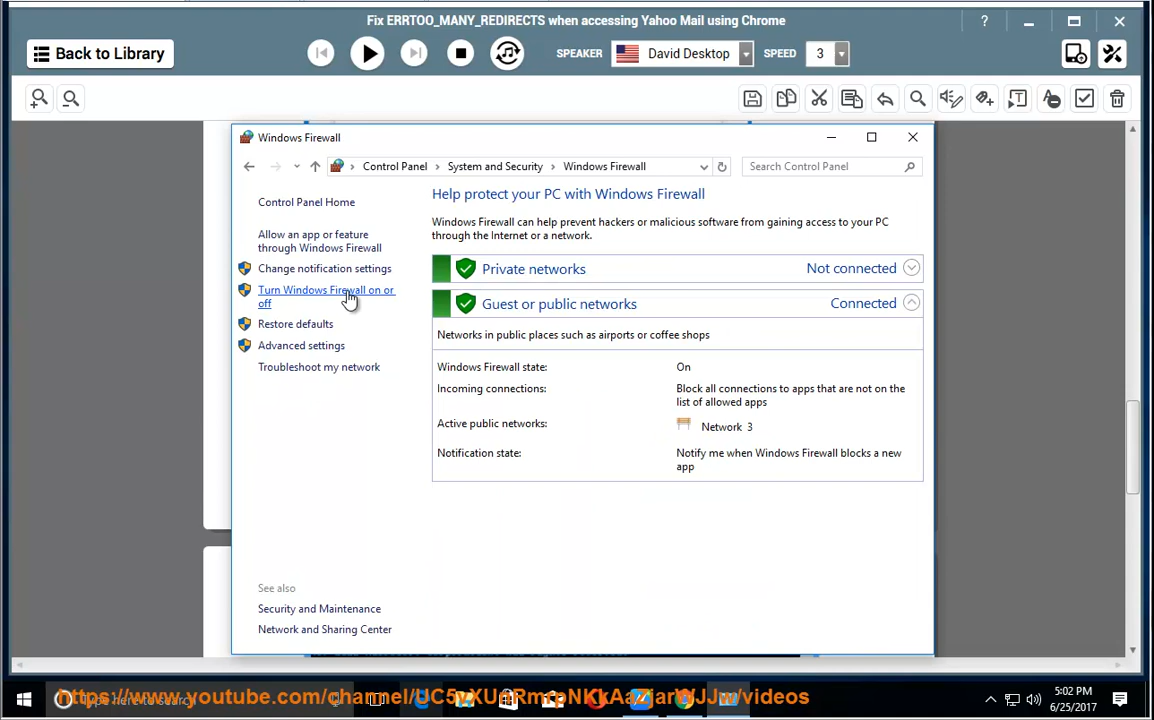 Fix ERRTOO_MANY_REDIRECTS when accessing Yahoo Mail using Chrome
Back to Library
SPEAKER
David Desktop
SPEED
3
Windows Firewall
Control Panel
System and Security
Windows Firewall
Search Control Panel
Control Panel Home
Allow an app or feature
through Windows Firewall
Change notification settings
Turn Windows Firewall on or
off
Restore defaults
Advanced settings
Troubleshoot my network
See also
Security and Maintenance
Network and Sharing Center
Help protect your PC with Windows Firewall
Windows Firewall can help prevent hackers or malicious software from gaining access to your PC
through the Internet or a network.
Private networks
Not connected
Guest or public networks
Connected
Networks in public places such as airports or coffee shops
Windows Firewall state:
On
Incoming connections:
Block all connections to apps that are not on the
list of allowed apps
Active public networks:
Network 3
Notification state:
Notify me when Windows Firewall blocks a new
app
Type here to search
5:02 PM
6/25/2017